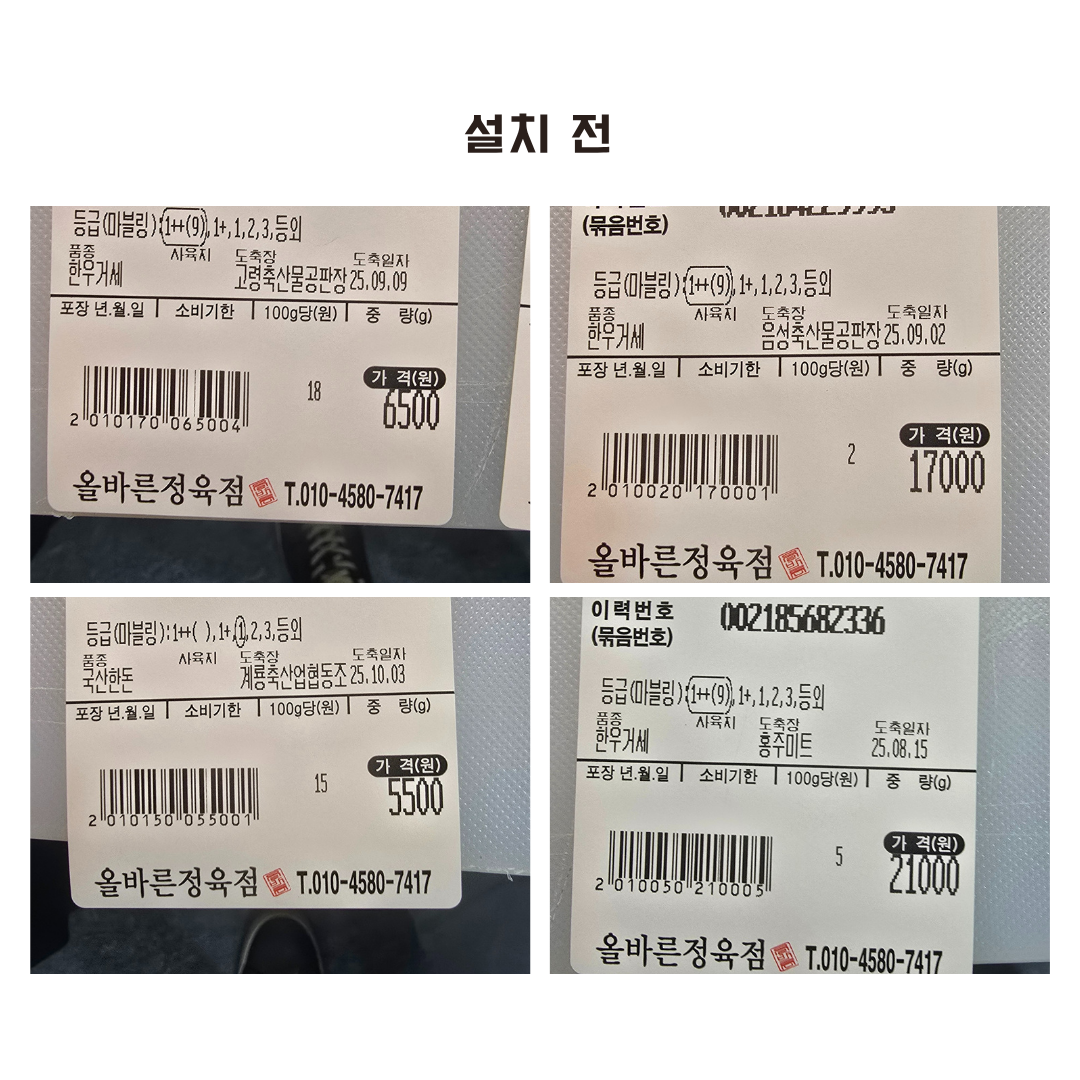 설치 전
등급(마블링):1++(9),1+,1,2,3,등외
품종 사육지 도축장 도축일자
한우거세 고령축산물공판장 25.09.09
포장 년.월.일 소비기한 100g당(원) 중 량(g)
18
가 격(원)
6500
2 010170 065004
올바른정육점 T.010-4580-7417
(묶음번호)
등급(마블링):1++(9),1+,1,2,3,등외
품종 사육지 도축장 도축일자
한우거세 음성축산물공판장 25.09.02
포장 년.월.일 소비기한 100g당(원) 중 량(g)
2
가 격(원)
17000
2 010020 170001
올바른정육점 T.010-4580-7417
등급(마블링):1++( ),1+,1,2,3,등외
품종 사육지 도축장 도축일자
국산한돈 계룡축산업협동조 25.10.03
포장 년.월.일 소비기한 100g당(원) 중 량(g)
15
가 격(원)
5500
2 010150 055001
올바른정육점 T.010-4580-7417
이력번호 002185682336
(묶음번호)
등급(마블링):1++(9),1+,1,2,3,등외
품종 사육지 도축장 도축일자
한우거세 홍주미트 25.08.15
포장 년.월.일 소비기한 100g당(원) 중 량(g)
5
가 격(원)
21000
2 010050 210005
올바른정육점 T.010-4580-7417